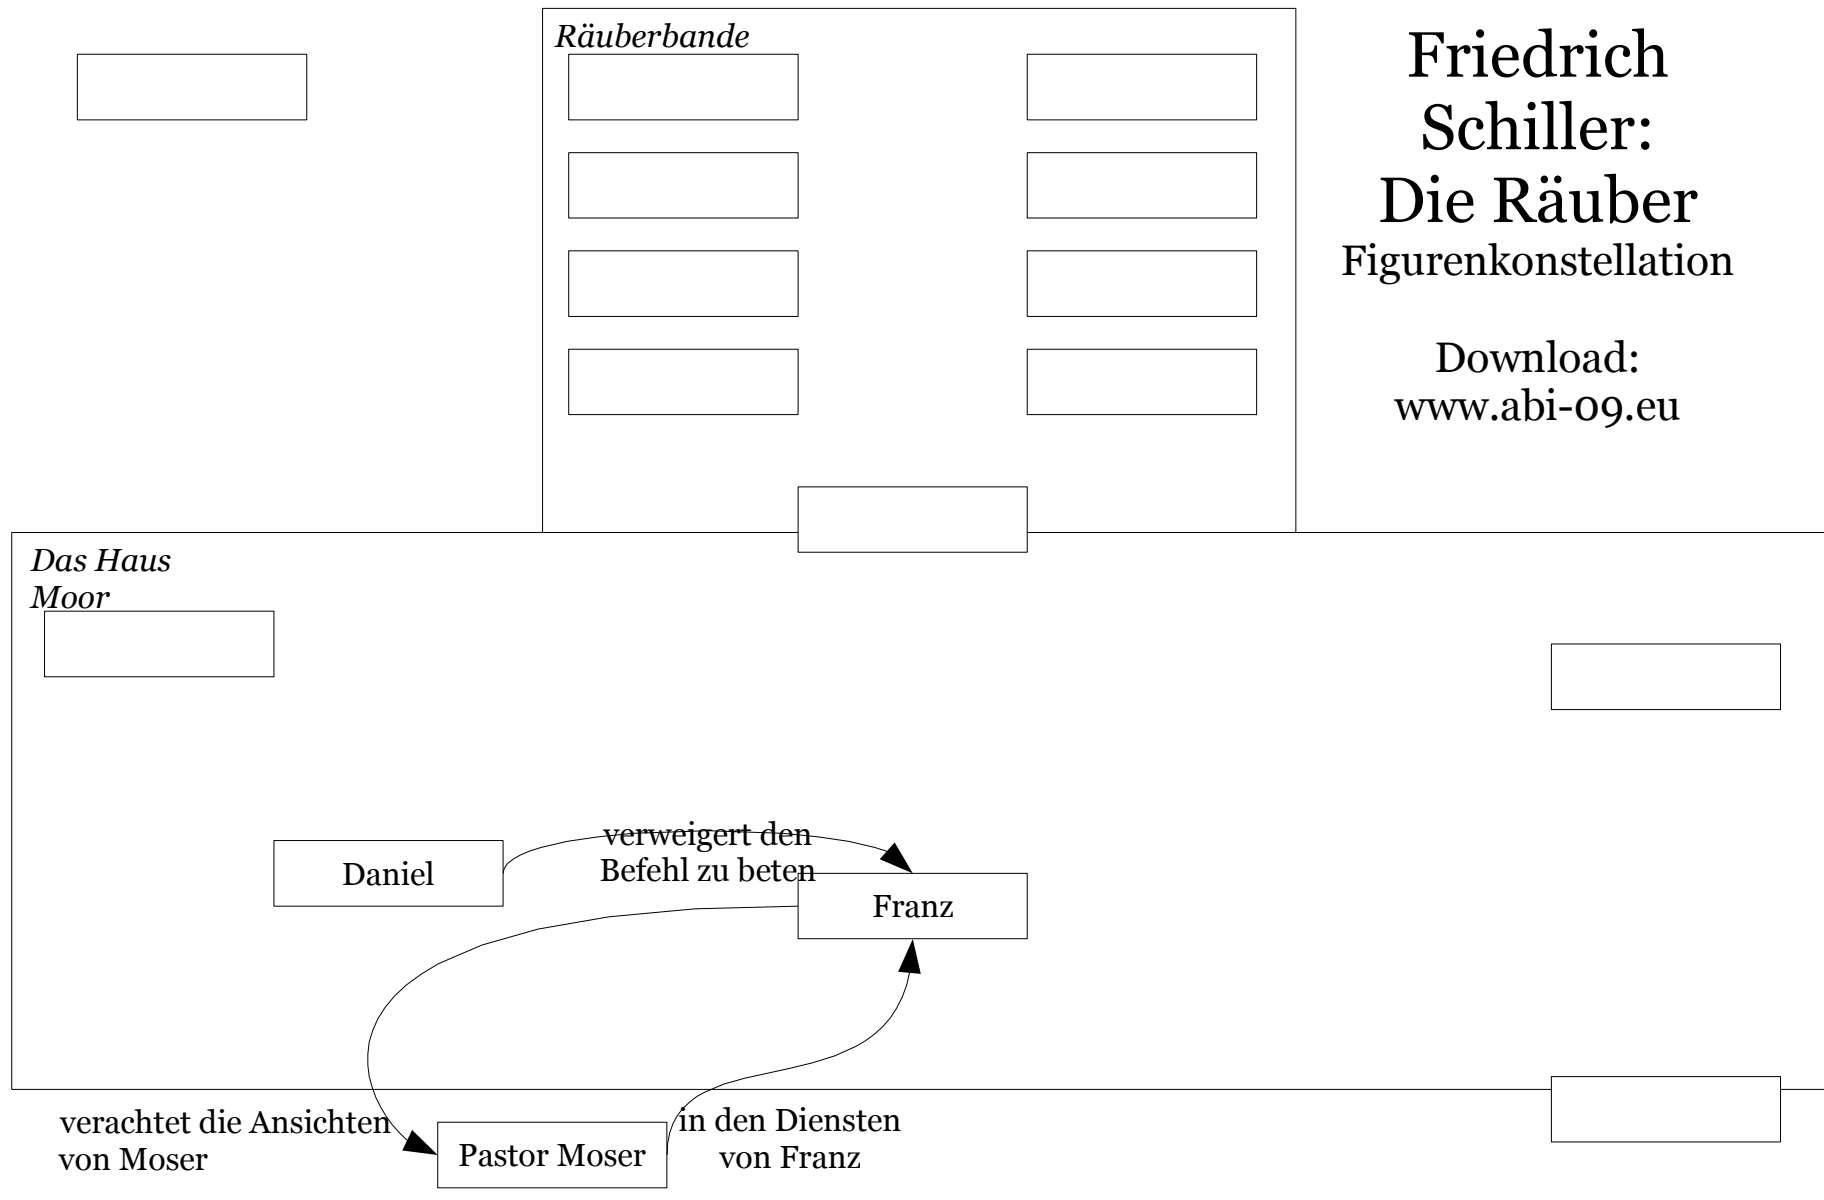 Räuberbande
Friedrich
Schiller:
Die Räuber
Figurenkonstellation
Download:
www.abi-09.eu
Das Haus
Moor
verweigert den
Befehl zu beten
Daniel
Franz
verachtet die Ansichten
von Moser
Pastor Moser
in den Diensten
von Franz